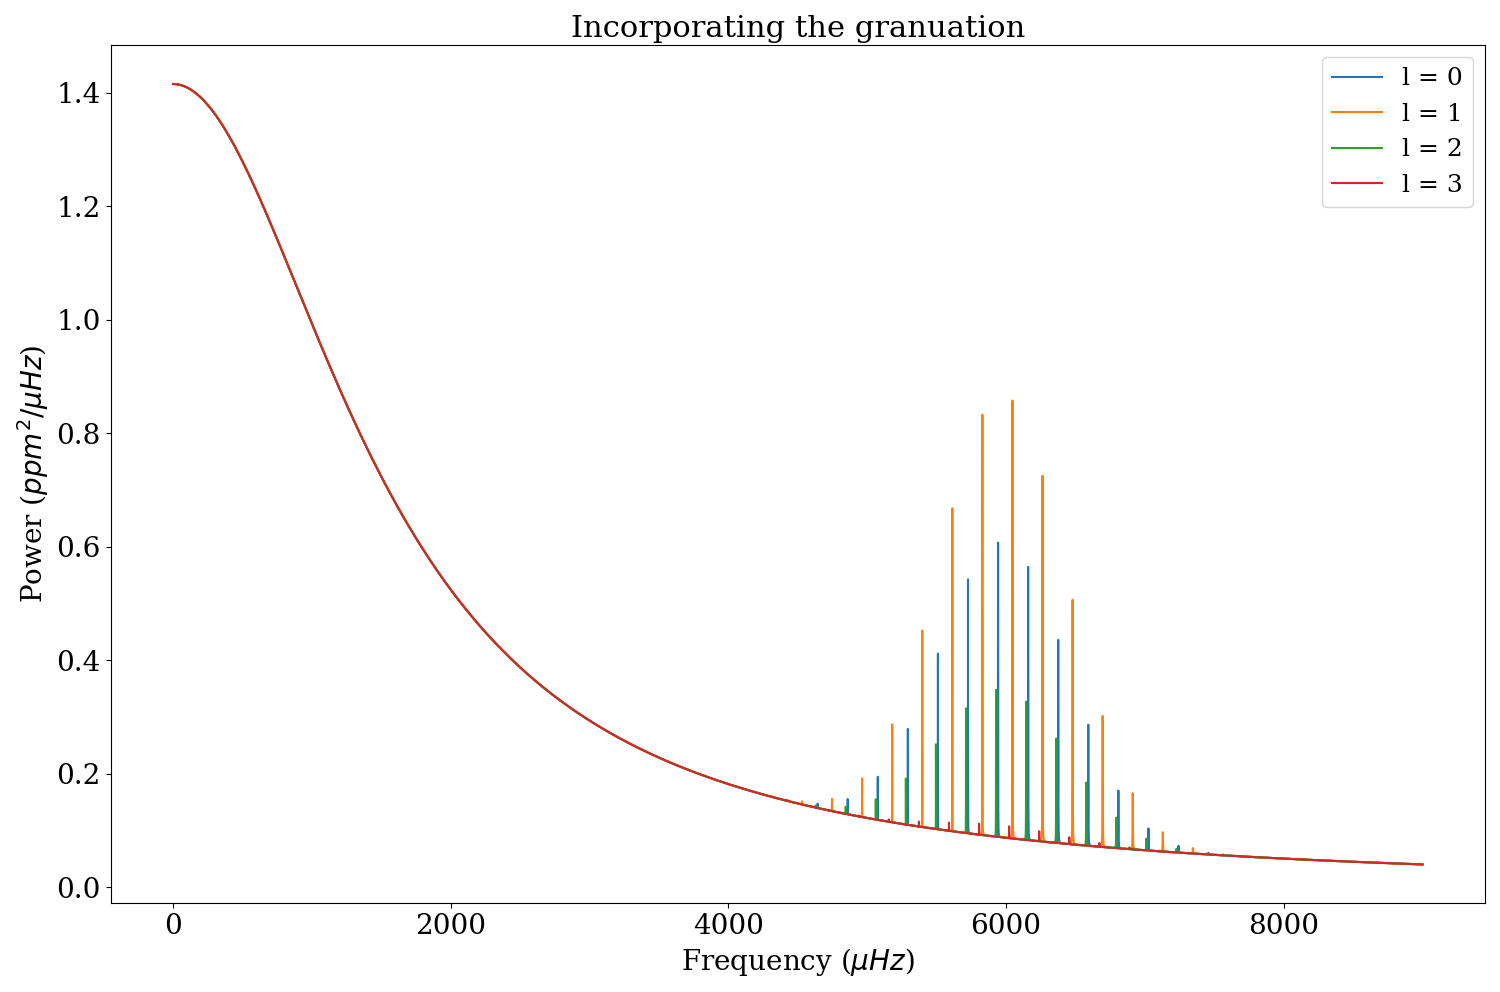 Incorporating the granuation
l = 0
l = 1
l = 2
l = 3
1.4
1.2
1.0
0.8
0.6
0.4
0.2
0.0
Power (ppm²/μHz)
0 2000 4000 6000 8000
Frequency (μHz)